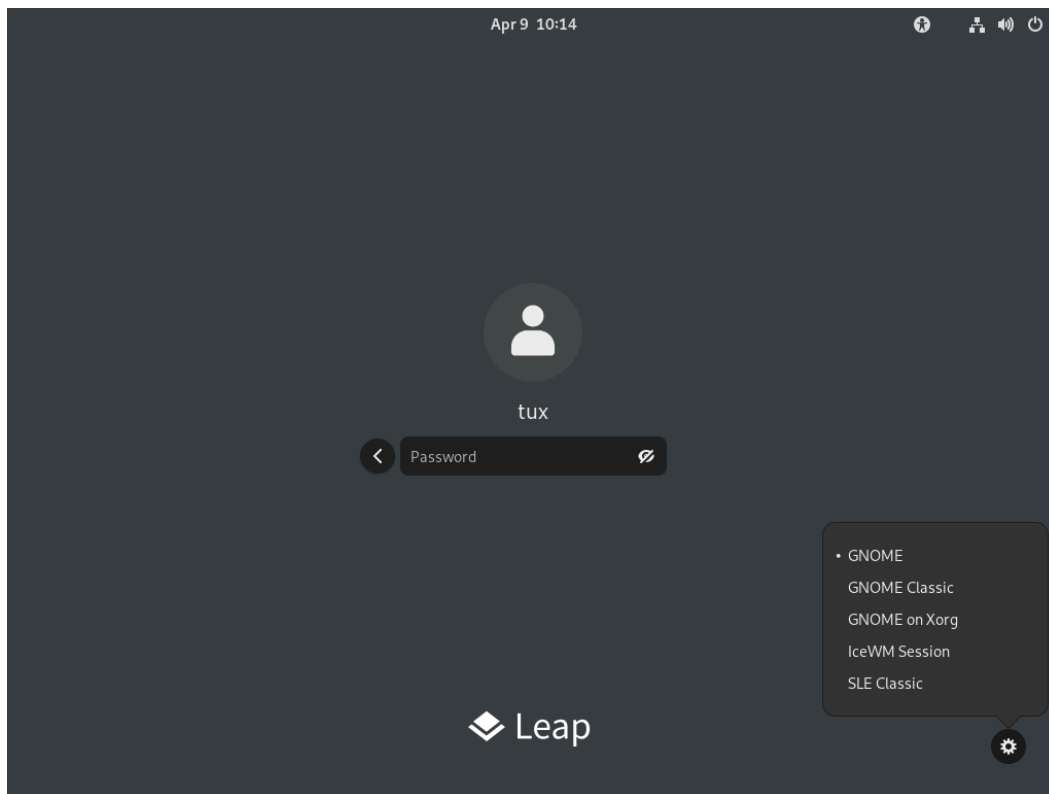 Apr 9 10:14
tux
Password
GNOME
GNOME Classic
GNOME on Xorg
IceWM Session
SLE Classic
Leap